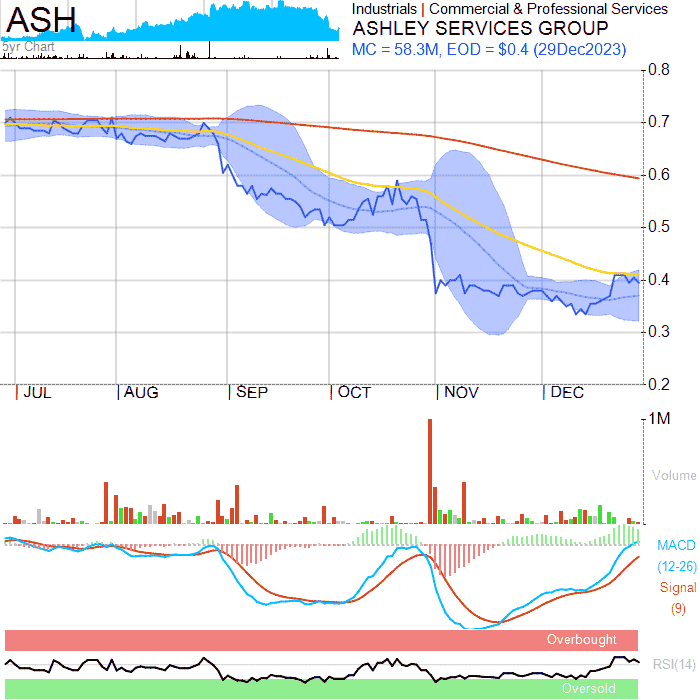 ASH
5yr Chart
Industrials | Commercial & Professional Services
ASHLEY SERVICES GROUP
MC = 58.3M, EOD = $0.4 (29Dec2023)
0.8
0.7
0.6
0.5
0.4
0.3
0.2
JUL AUG SEP OCT NOV DEC
1M
Volume
MACD
(12-26)
Signal
(9)
Overbought
RSI(14)
Oversold